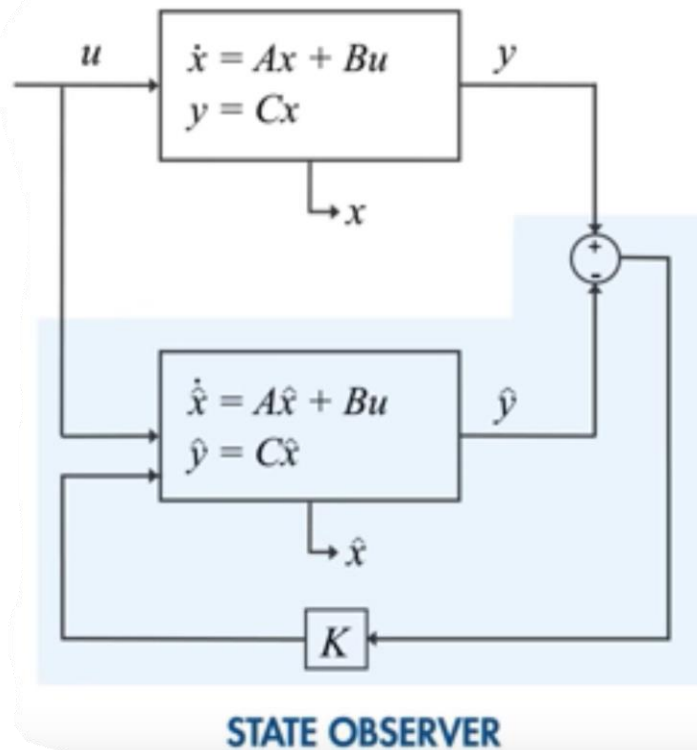 u
ẋ = Ax + Bu
y = Cx
y
x
+
-
x̂̇ = Ax̂ + Bu
ŷ = Cx̂
ŷ
x̂
K
STATE OBSERVER